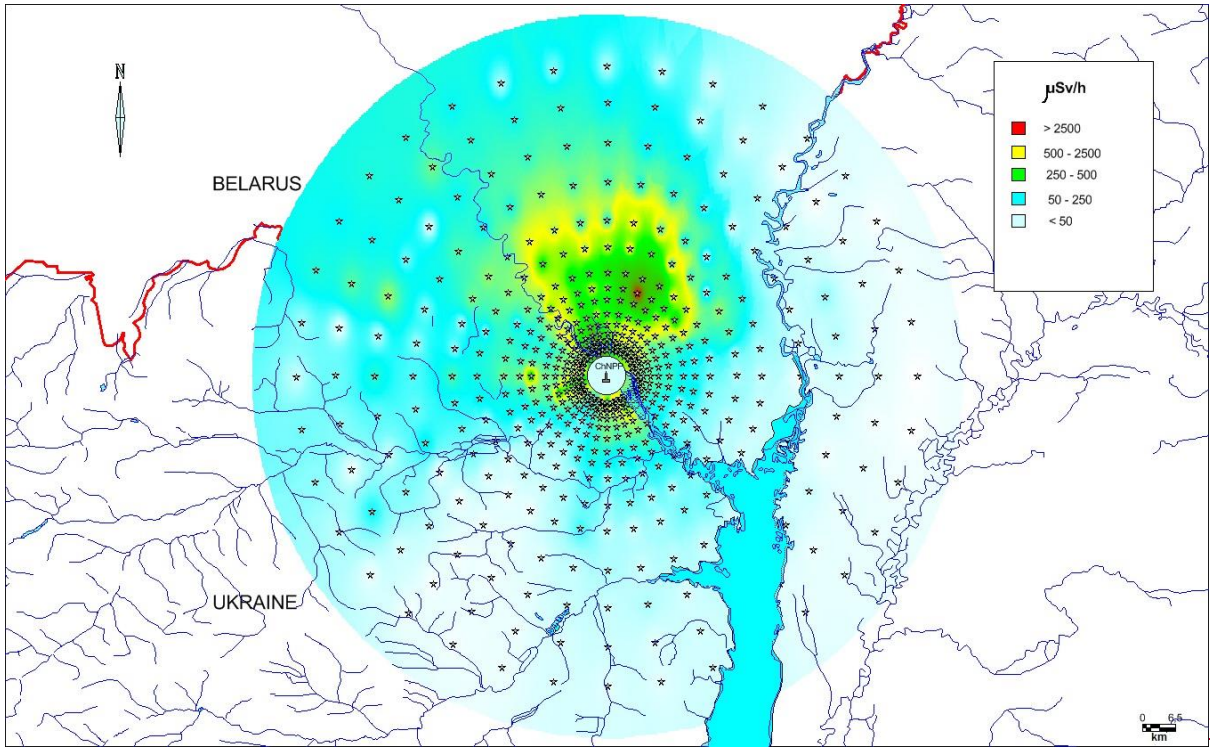 N
μSv/h
> 2500
500 - 2500
250 - 500
50 - 250
< 50
BELARUS
ChNPP
UKRAINE
0 6.5
km